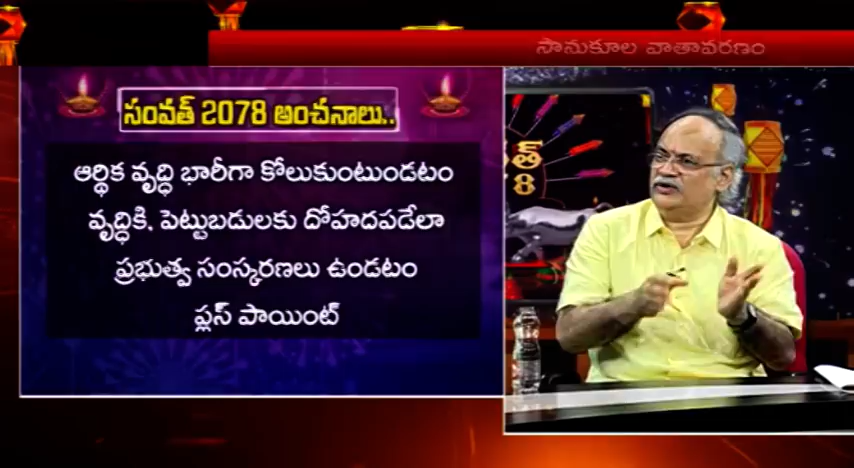 సానుకూల వాతావరణం
సంవత్ 2078 అంచనాలు..
ఆర్థిక వృద్ధి భారీగా కోలుకుంటుండటం
వృద్ధికి, పెట్టుబడులకు దోహదపడేలా
ప్రభుత్వ సంస్కరణలు ఉండటం
ప్లస్ పాయింట్